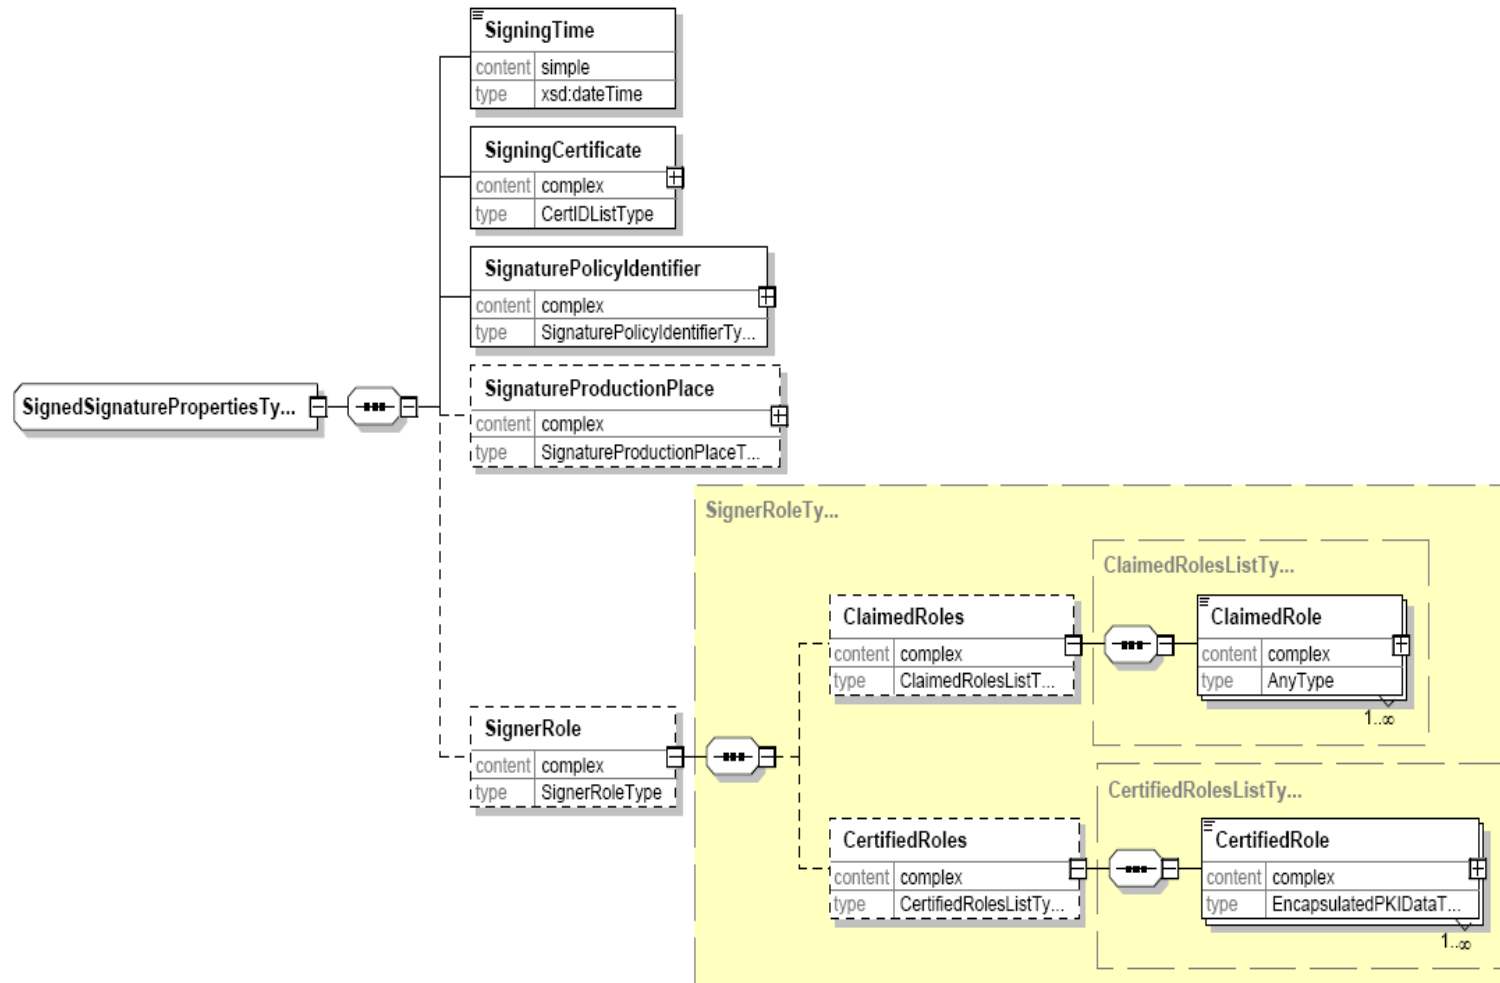 SigningTime
content simple
type xsd:dateTime
SigningCertificate
content complex
type CertIDListType
SignaturePolicyIdentifier
content complex
type SignaturePolicyIdentifierTy...
SignedSignaturePropertiesTy...
SignatureProductionPlace
content complex
type SignatureProductionPlaceT...
SignerRoleTy...
ClaimedRolesListTy...
ClaimedRoles
content complex
type ClaimedRolesListT...
ClaimedRole
content complex
type AnyType
1..∞
SignerRole
content complex
type SignerRoleType
CertifiedRolesListTy...
CertifiedRoles
content complex
type CertifiedRolesListTy...
CertifiedRole
content complex
type EncapsulatedPKIDataT...
1..∞